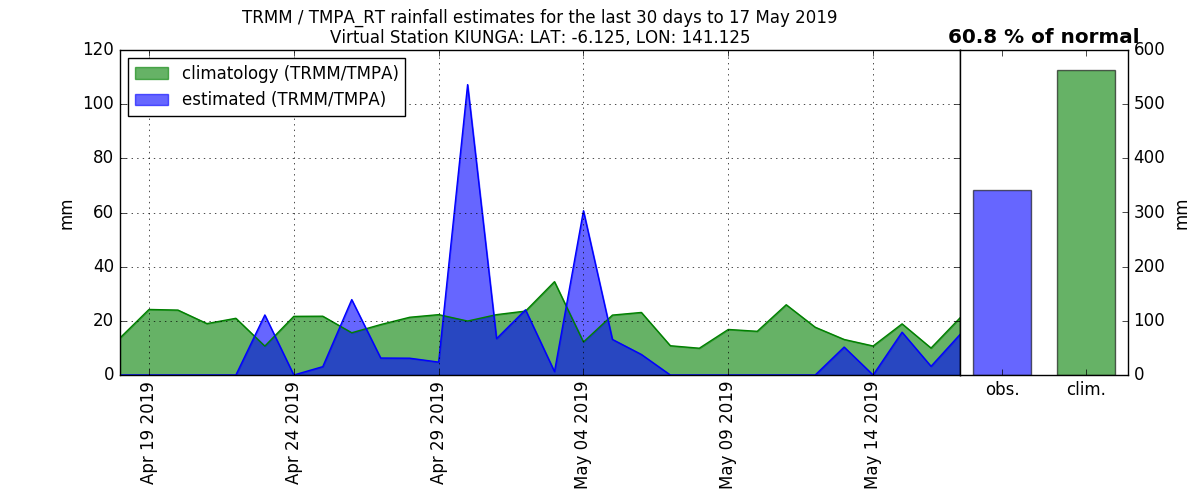 TRMM / TMPA_RT rainfall estimates for the last 30 days to 17 May 2019
Virtual Station KIUNGA: LAT: -6.125, LON: 141.125
60.8 % of normal
climatology (TRMM/TMPA)
estimated (TRMM/TMPA)
120
100
80
60
40
20
0
mm
Apr 19 2019
Apr 24 2019
Apr 29 2019
May 04 2019
May 09 2019
May 14 2019
600
500
400
300
200
100
0
mm
obs.
clim.